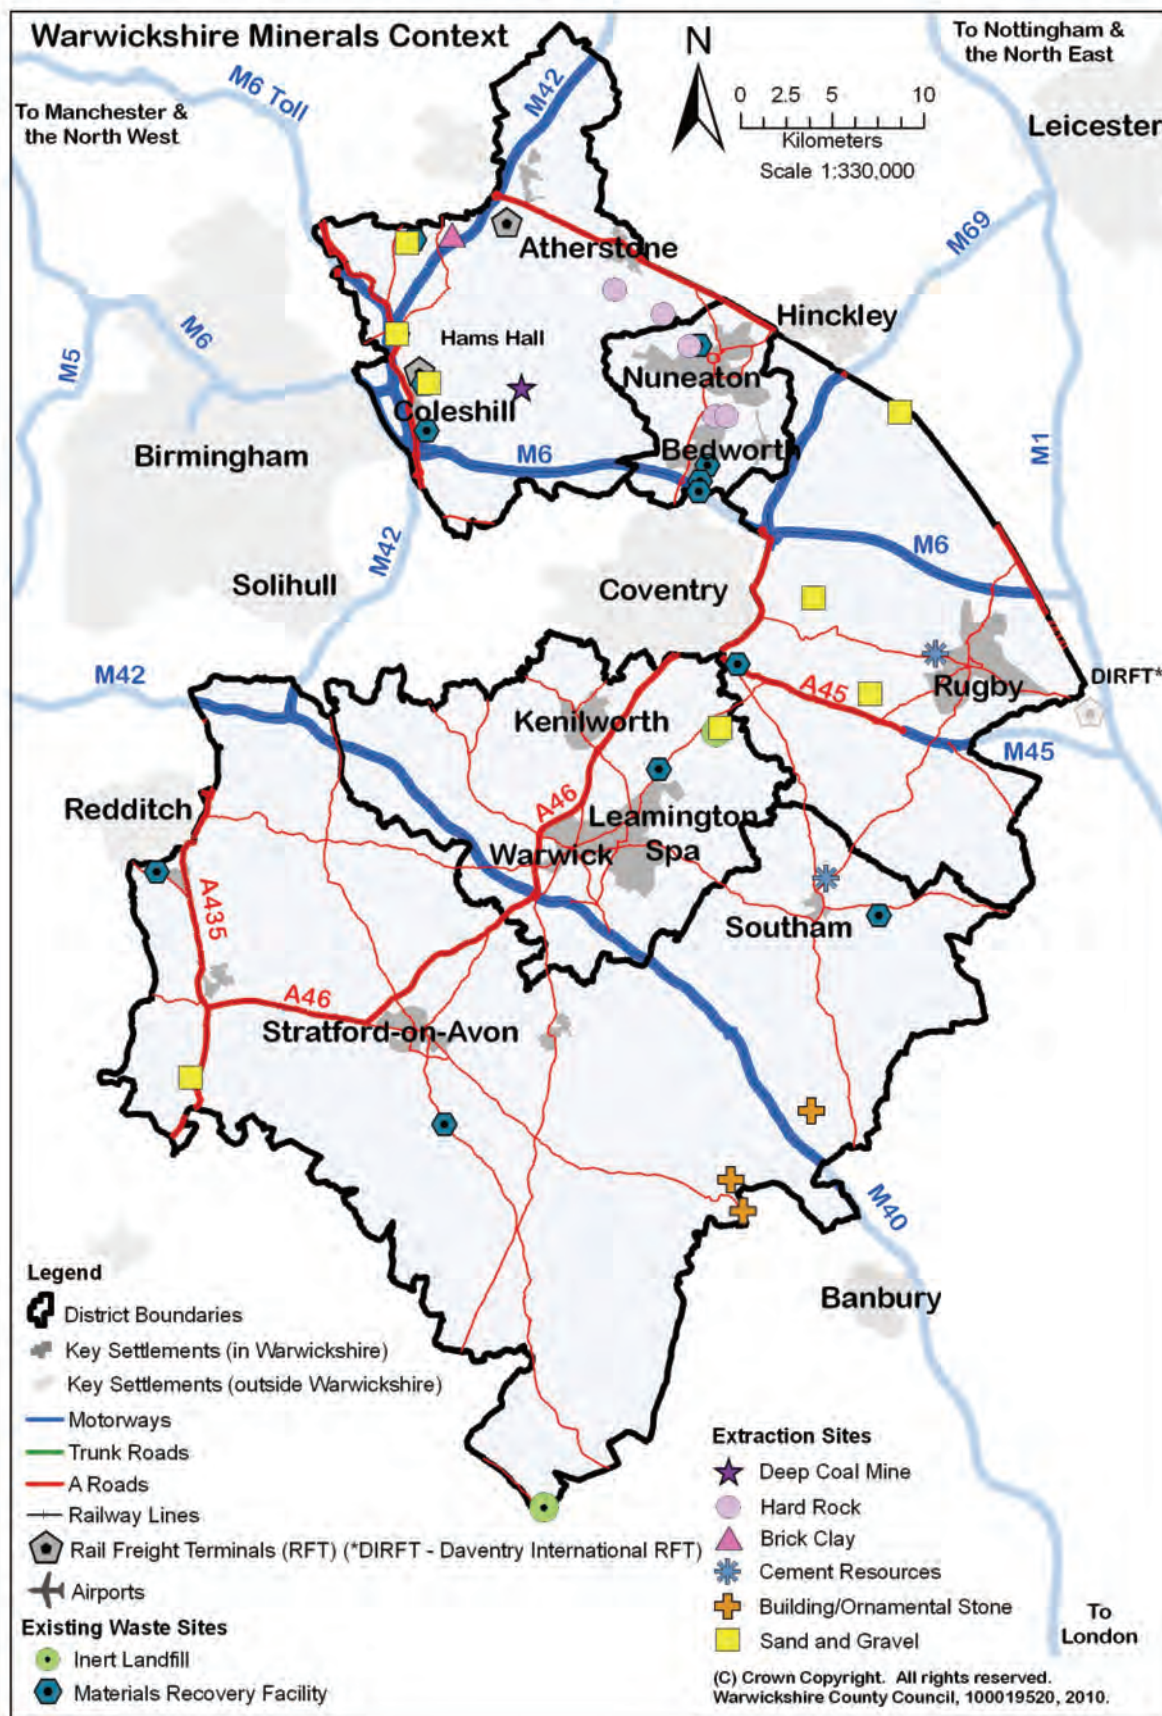 Warwickshire Minerals Context
N
0 2.5 5 10
Kilometers
Scale 1:330,000
To Nottingham &
the North East
Leicester
To Manchester &
the North West
M6 Toll
M42
M69
Atherstone
Hinckley
M5
M6
Hams Hall
Nuneaton
M1
Coleshill
Birmingham
M6
Bedworth
M42
M6
Solihull
Coventry
M42
A45
Rugby
DIRFT*
Kenilworth
M45
Redditch
A46
Leamington
Spa
Warwick
A435
Southam
A46
Stratford-on-Avon
M40
Banbury
Legend
District Boundaries
Key Settlements (in Warwickshire)
Key Settlements (outside Warwickshire)
Motorways
Trunk Roads
A Roads
Railway Lines
Rail Freight Terminals (RFT) (*DIRFT - Daventry International RFT)
Airports
Existing Waste Sites
Inert Landfill
Materials Recovery Facility
Extraction Sites
Deep Coal Mine
Hard Rock
Brick Clay
Cement Resources
Building/Ornamental Stone
Sand and Gravel
To
London
(C) Crown Copyright. All rights reserved.
Warwickshire County Council, 100019520, 2010.